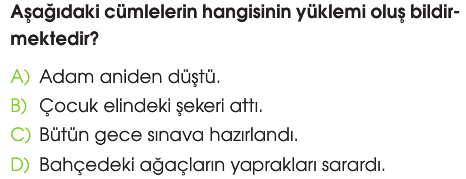 Aşağıdaki cümlelerin hangisinin yüklemi oluş bildir-
mektedir?
A) Adam aniden düştü.
B) Çocuk elindeki şekeri attı.
C) Bütün gece sınava hazırlandı.
D) Bahçedeki ağaçların yaprakları sarardı.